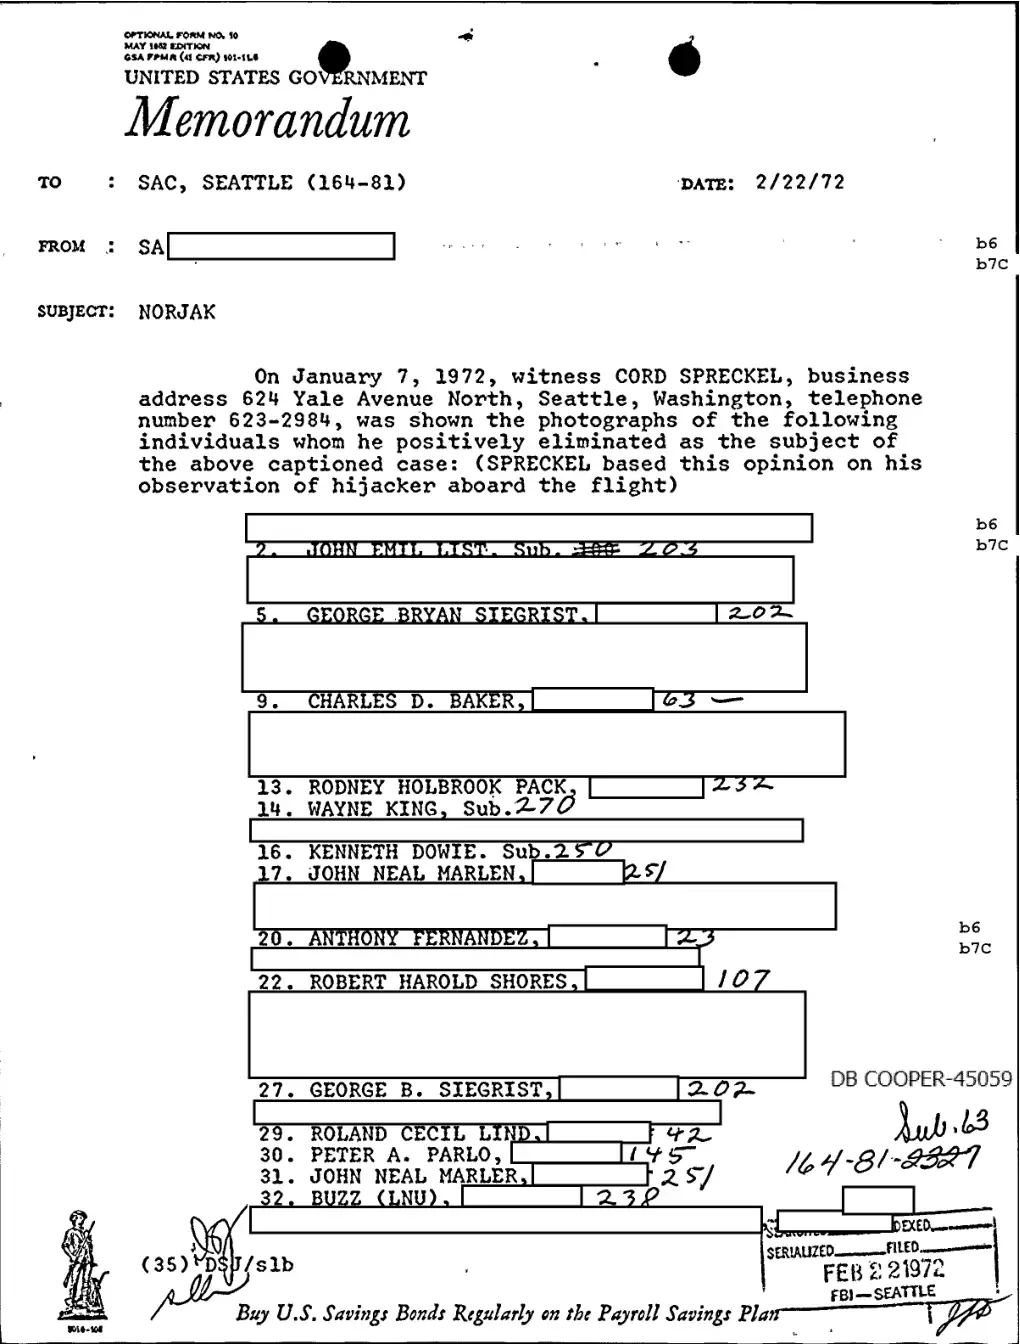 OPTIONAL FORM NO. 10
MAY 1962 EDITION
GSA FPMR (41 CFR) 101-11.6
UNITED STATES GOVERNMENT
Memorandum
TO : SAC, SEATTLE (164-81) DATE: 2/22/72
FROM : SA b6
b7C
SUBJECT: NORJAK
On January 7, 1972, witness CORD SPRECKEL, business
address 624 Yale Avenue North, Seattle, Washington, telephone
number 623-2984, was shown the photographs of the following
individuals whom he positively eliminated as the subject of
the above captioned case: (SPRECKEL based this opinion on his
observation of hijacker aboard the flight)
b6
b7C
2. JOHN EMIL LIST. Sub. 203
5. GEORGE BRYAN SIEGRIST, 202
9. CHARLES D. BAKER, 63 —
13. RODNEY HOLBROOK PACK, 232
14. WAYNE KING, Sub. 270
16. KENNETH DOWIE. Sub. 250
17. JOHN NEAL MARLEN, 251
b6
b7C
20. ANTHONY FERNANDEZ, 23
22. ROBERT HAROLD SHORES, 107
27. GEORGE B. SIEGRIST, 202
DB COOPER-45059
29. ROLAND CECIL LIND, 42
30. PETER A. PARLO, 145
31. JOHN NEAL MARLER, 251
32. BUZZ (LNU), 238
Sub. 63
164-81-2327
(35) DSJ/slb
INDEXED
SERIALIZED FILED
FEB 22 1972
FBI—SEATTLE
5010-108
Buy U.S. Savings Bonds Regularly on the Payroll Savings Plan